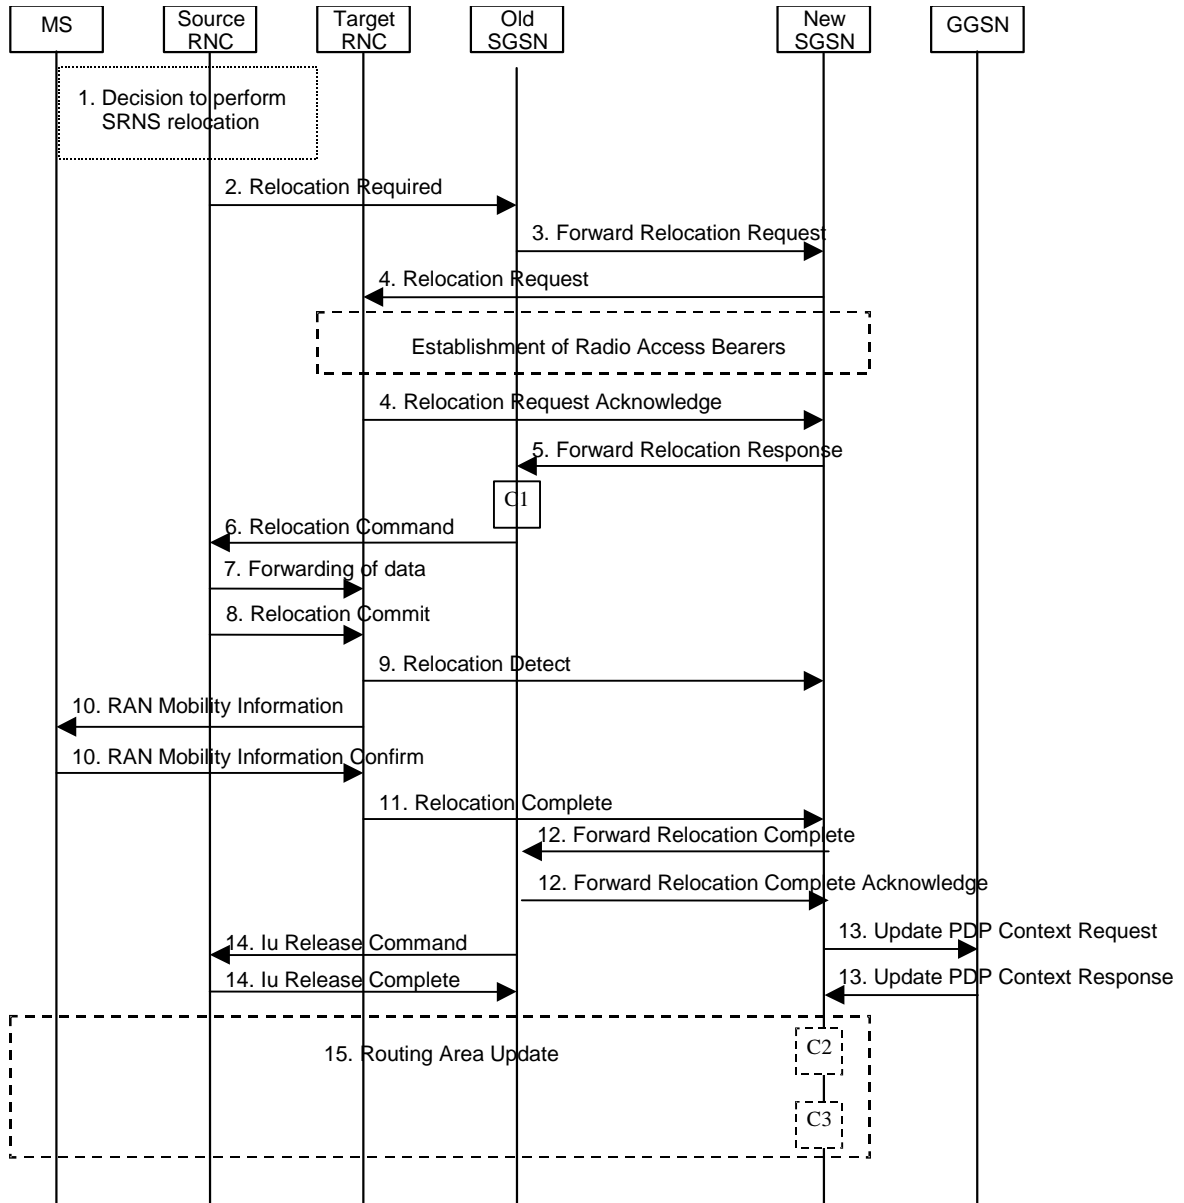 MS
Source
RNC
Target
RNC
Old
SGSN
New
SGSN
GGSN
1. Decision to perform
SRNS relocation
2. Relocation Required
3. Forward Relocation Request
4. Relocation Request
Establishment of Radio Access Bearers
4. Relocation Request Acknowledge
5. Forward Relocation Response
C1
6. Relocation Command
7. Forwarding of data
8. Relocation Commit
9. Relocation Detect
10. RAN Mobility Information
10. RAN Mobility Information Confirm
11. Relocation Complete
12. Forward Relocation Complete
12. Forward Relocation Complete Acknowledge
13. Update PDP Context Request
14. Iu Release Command
13. Update PDP Context Response
14. Iu Release Complete
C2
15. Routing Area Update
C3